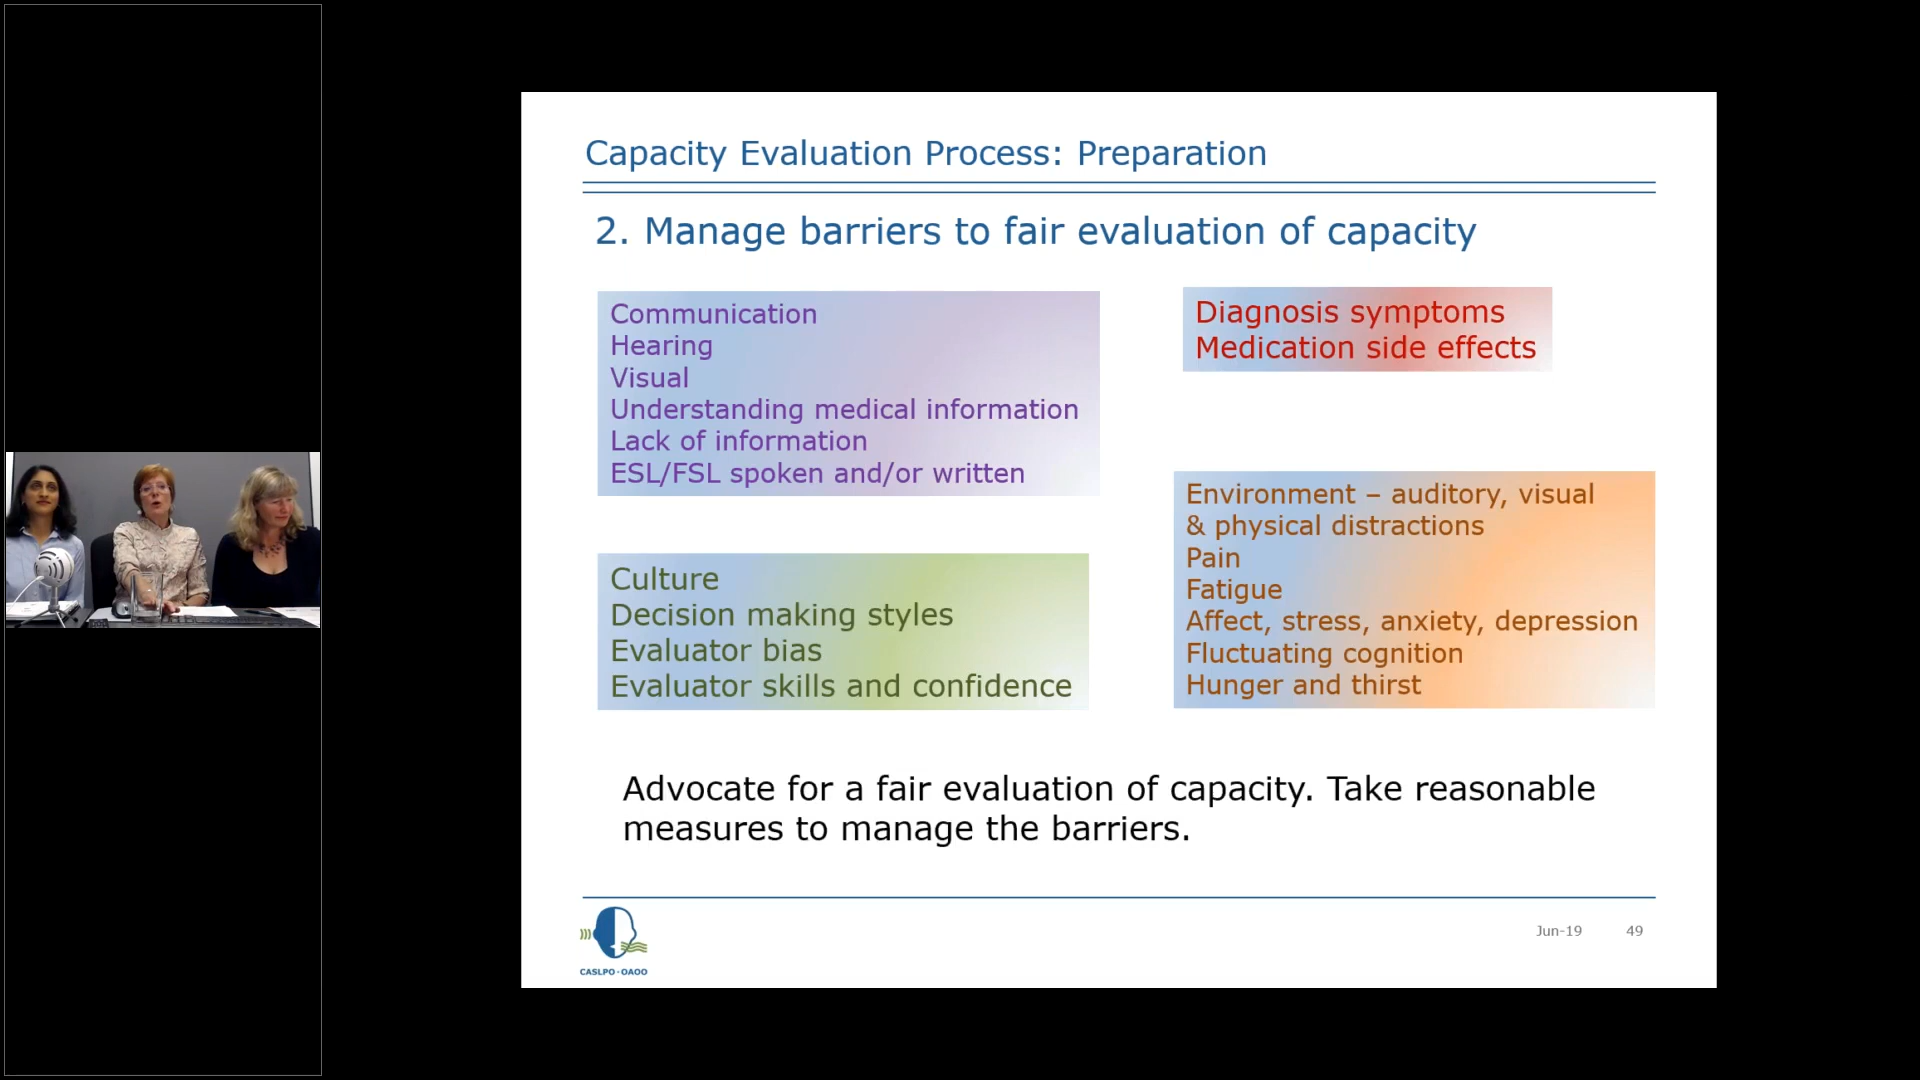 Capacity Evaluation Process: Preparation
2. Manage barriers to fair evaluation of capacity
Communication
Hearing
Visual
Understanding medical information
Lack of information
ESL/FSL spoken and/or written
Diagnosis symptoms
Medication side effects
Culture
Decision making styles
Evaluator bias
Evaluator skills and confidence
Environment – auditory, visual
& physical distractions
Pain
Fatigue
Affect, stress, anxiety, depression
Fluctuating cognition
Hunger and thirst
Advocate for a fair evaluation of capacity. Take reasonable
measures to manage the barriers.
CASLPO·OAOO
Jun-19 49